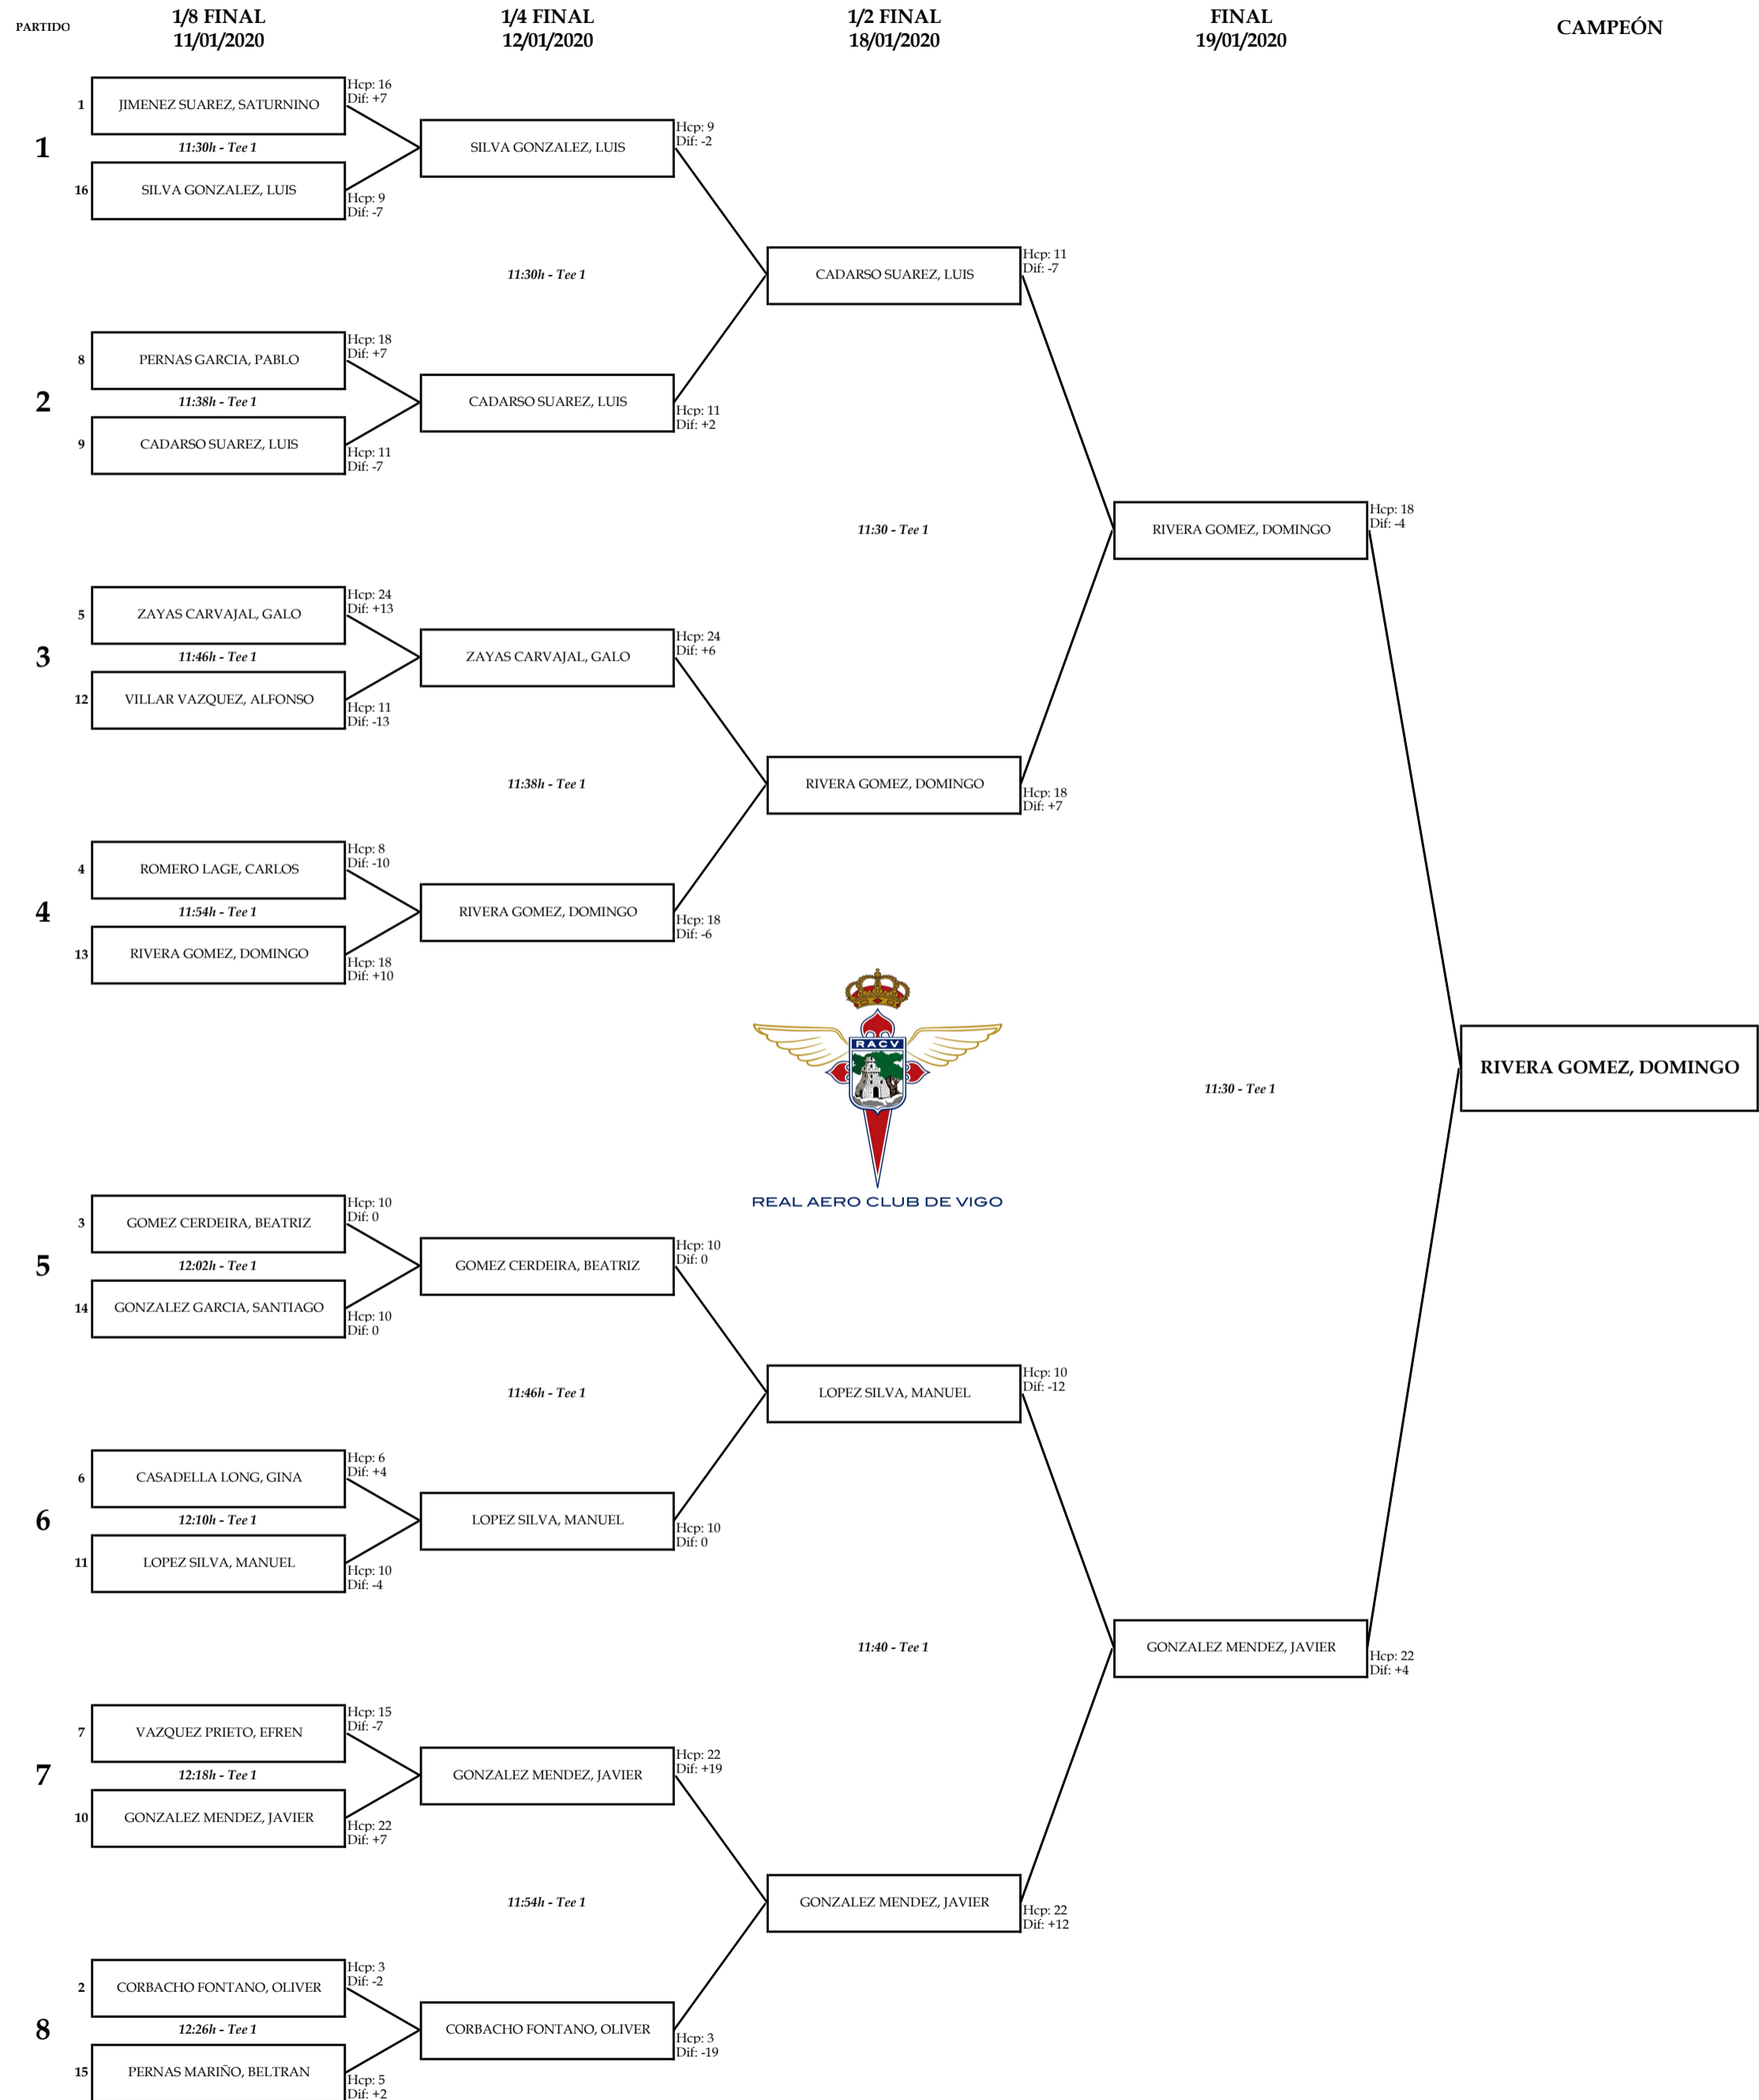 PARTIDO
1/8 FINAL
11/01/2020
1/4 FINAL
12/01/2020
1/2 FINAL
18/01/2020
FINAL
19/01/2020
CAMPEÓN
1
1
JIMENEZ SUAREZ, SATURNINO
Hcp: 16
Dif: +7
11:30h - Tee 1
16
SILVA GONZALEZ, LUIS
Hcp: 9
Dif: -7
SILVA GONZALEZ, LUIS
Hcp: 9
Dif: -2
11:30h - Tee 1
CADARSO SUAREZ, LUIS
Hcp: 11
Dif: -7
2
8
PERNAS GARCIA, PABLO
Hcp: 18
Dif: +7
11:38h - Tee 1
9
CADARSO SUAREZ, LUIS
Hcp: 11
Dif: -7
CADARSO SUAREZ, LUIS
Hcp: 11
Dif: +2
11:30 - Tee 1
RIVERA GOMEZ, DOMINGO
Hcp: 18
Dif: -4
3
5
ZAYAS CARVAJAL, GALO
Hcp: 24
Dif: +13
11:46h - Tee 1
12
VILLAR VAZQUEZ, ALFONSO
Hcp: 11
Dif: -13
ZAYAS CARVAJAL, GALO
Hcp: 24
Dif: +6
11:38h - Tee 1
RIVERA GOMEZ, DOMINGO
Hcp: 18
Dif: +7
4
4
ROMERO LAGE, CARLOS
Hcp: 8
Dif: -10
11:54h - Tee 1
13
RIVERA GOMEZ, DOMINGO
Hcp: 18
Dif: +10
RIVERA GOMEZ, DOMINGO
Hcp: 18
Dif: -6
RACV
REAL AERO CLUB DE VIGO
11:30 - Tee 1
RIVERA GOMEZ, DOMINGO
5
3
GOMEZ CERDEIRA, BEATRIZ
Hcp: 10
Dif: 0
12:02h - Tee 1
14
GONZALEZ GARCIA, SANTIAGO
Hcp: 10
Dif: 0
GOMEZ CERDEIRA, BEATRIZ
Hcp: 10
Dif: 0
11:46h - Tee 1
LOPEZ SILVA, MANUEL
Hcp: 10
Dif: -12
6
6
CASADELLA LONG, GINA
Hcp: 6
Dif: +4
12:10h - Tee 1
11
LOPEZ SILVA, MANUEL
Hcp: 10
Dif: -4
LOPEZ SILVA, MANUEL
Hcp: 10
Dif: 0
11:40 - Tee 1
GONZALEZ MENDEZ, JAVIER
Hcp: 22
Dif: +4
7
7
VAZQUEZ PRIETO, EFREN
Hcp: 15
Dif: -7
12:18h - Tee 1
10
GONZALEZ MENDEZ, JAVIER
Hcp: 22
Dif: +7
GONZALEZ MENDEZ, JAVIER
Hcp: 22
Dif: +19
11:54h - Tee 1
GONZALEZ MENDEZ, JAVIER
Hcp: 22
Dif: +12
8
2
CORBACHO FONTANO, OLIVER
Hcp: 3
Dif: -2
12:26h - Tee 1
15
PERNAS MARIÑO, BELTRAN
Hcp: 5
Dif: +2
CORBACHO FONTANO, OLIVER
Hcp: 3
Dif: -19